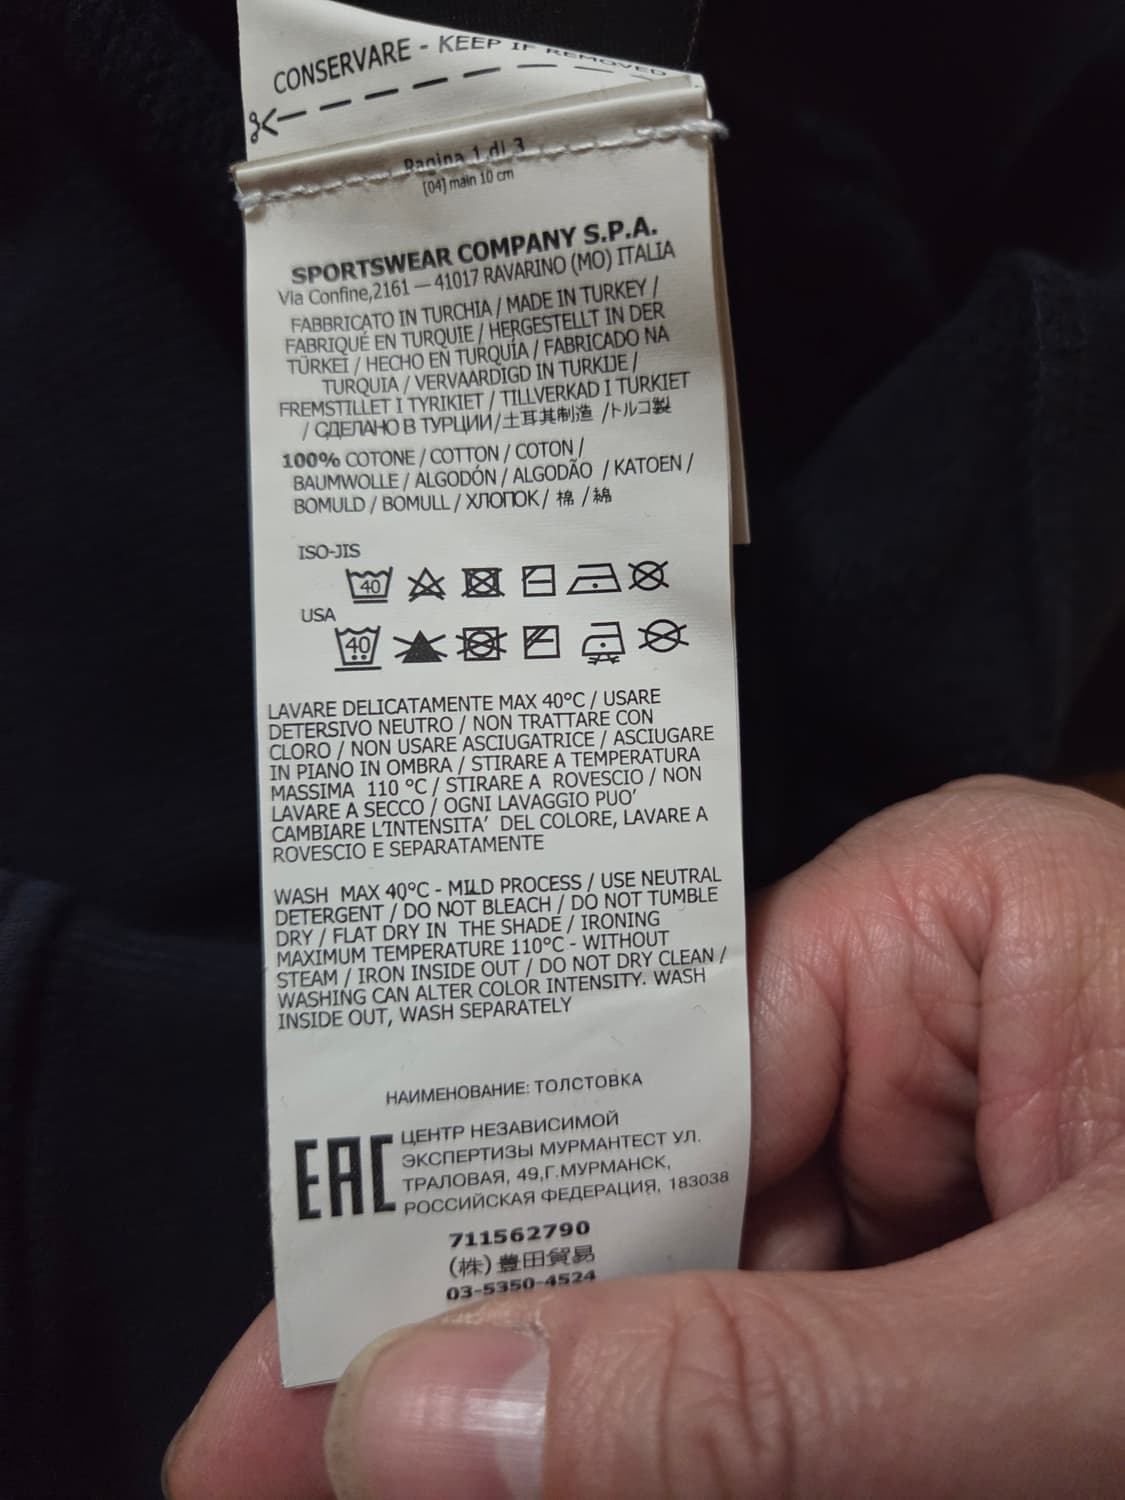 CONSERVARE - KEEP IF REMOVED
Pagina 1 di 3
[04] main 10 cm
SPORTSWEAR COMPANY S.P.A.
Via Confine,2161 — 41017 RAVARINO (MO) ITALIA
FABBRICATO IN TURCHIA / MADE IN TURKEY /
FABRIQUÉ EN TURQUIE / HERGESTELLT IN DER
TÜRKEI / HECHO EN TURQUÍA / FABRICADO NA
TURQUIA / VERVAARDIGD IN TURKIJE /
FREMSTILLET I TYRIKIET / TILLVERKAD I TURKIET
/ СДЕЛАНО В ТУРЦИИ/土耳其制造 /トルコ製
100% COTONE / COTTON / COTON /
BAUMWOLLE / ALGODÓN / ALGODÃO / KATOEN /
BOMULD / BOMULL / ХЛОПОК / 棉 / 綿
ISO-JIS
40
USA
40
LAVARE DELICATAMENTE MAX 40°C / USARE
DETERSIVO NEUTRO / NON TRATTARE CON
CLORO / NON USARE ASCIUGATRICE / ASCIUGARE
IN PIANO IN OMBRA / STIRARE A TEMPERATURA
MASSIMA 110 °C / STIRARE A ROVESCIO / NON
LAVARE A SECCO / OGNI LAVAGGIO PUO'
CAMBIARE L'INTENSITA' DEL COLORE, LAVARE A
ROVESCIO E SEPARATAMENTE
WASH MAX 40°C - MILD PROCESS / USE NEUTRAL
DETERGENT / DO NOT BLEACH / DO NOT TUMBLE
DRY / FLAT DRY IN THE SHADE / IRONING
MAXIMUM TEMPERATURE 110°C - WITHOUT
STEAM / IRON INSIDE OUT / DO NOT DRY CLEAN /
WASHING CAN ALTER COLOR INTENSITY. WASH
INSIDE OUT, WASH SEPARATELY
НАИМЕНОВАНИЕ: ТОЛСТОВКА
EAC
ЦЕНТР НЕЗАВИСИМОЙ
ЭКСПЕРТИЗЫ МУРМАНТЕСТ УЛ.
ТРАЛОВАЯ, 49,Г.МУРМАНСК,
РОССИЙСКАЯ ФЕДЕРАЦИЯ, 183038
711562790
(株) 豊田貿易
03-5350-4524